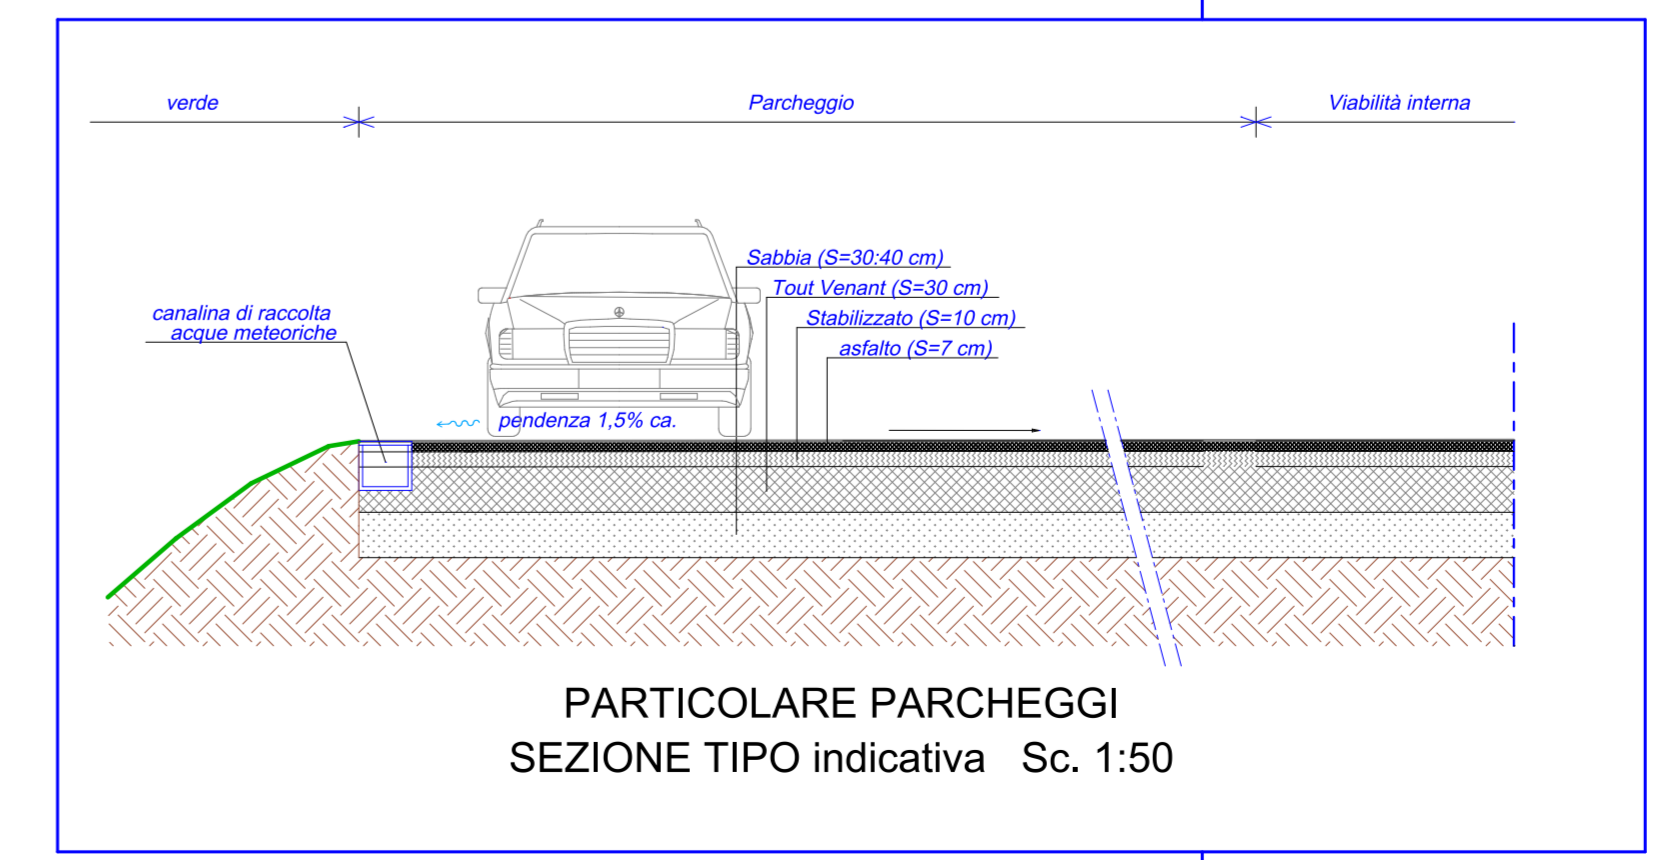 verde
Parcheggio
Viabilità interna
Sabbia (S=30:40 cm)
Tout Venant (S=30 cm)
canalina di raccolta
acque meteoriche
Stabilizzato (S=10 cm)
asfalto (S=7 cm)
pendenza 1,5% ca.
PARTICOLARE PARCHEGGI
SEZIONE TIPO indicativa Sc. 1:50